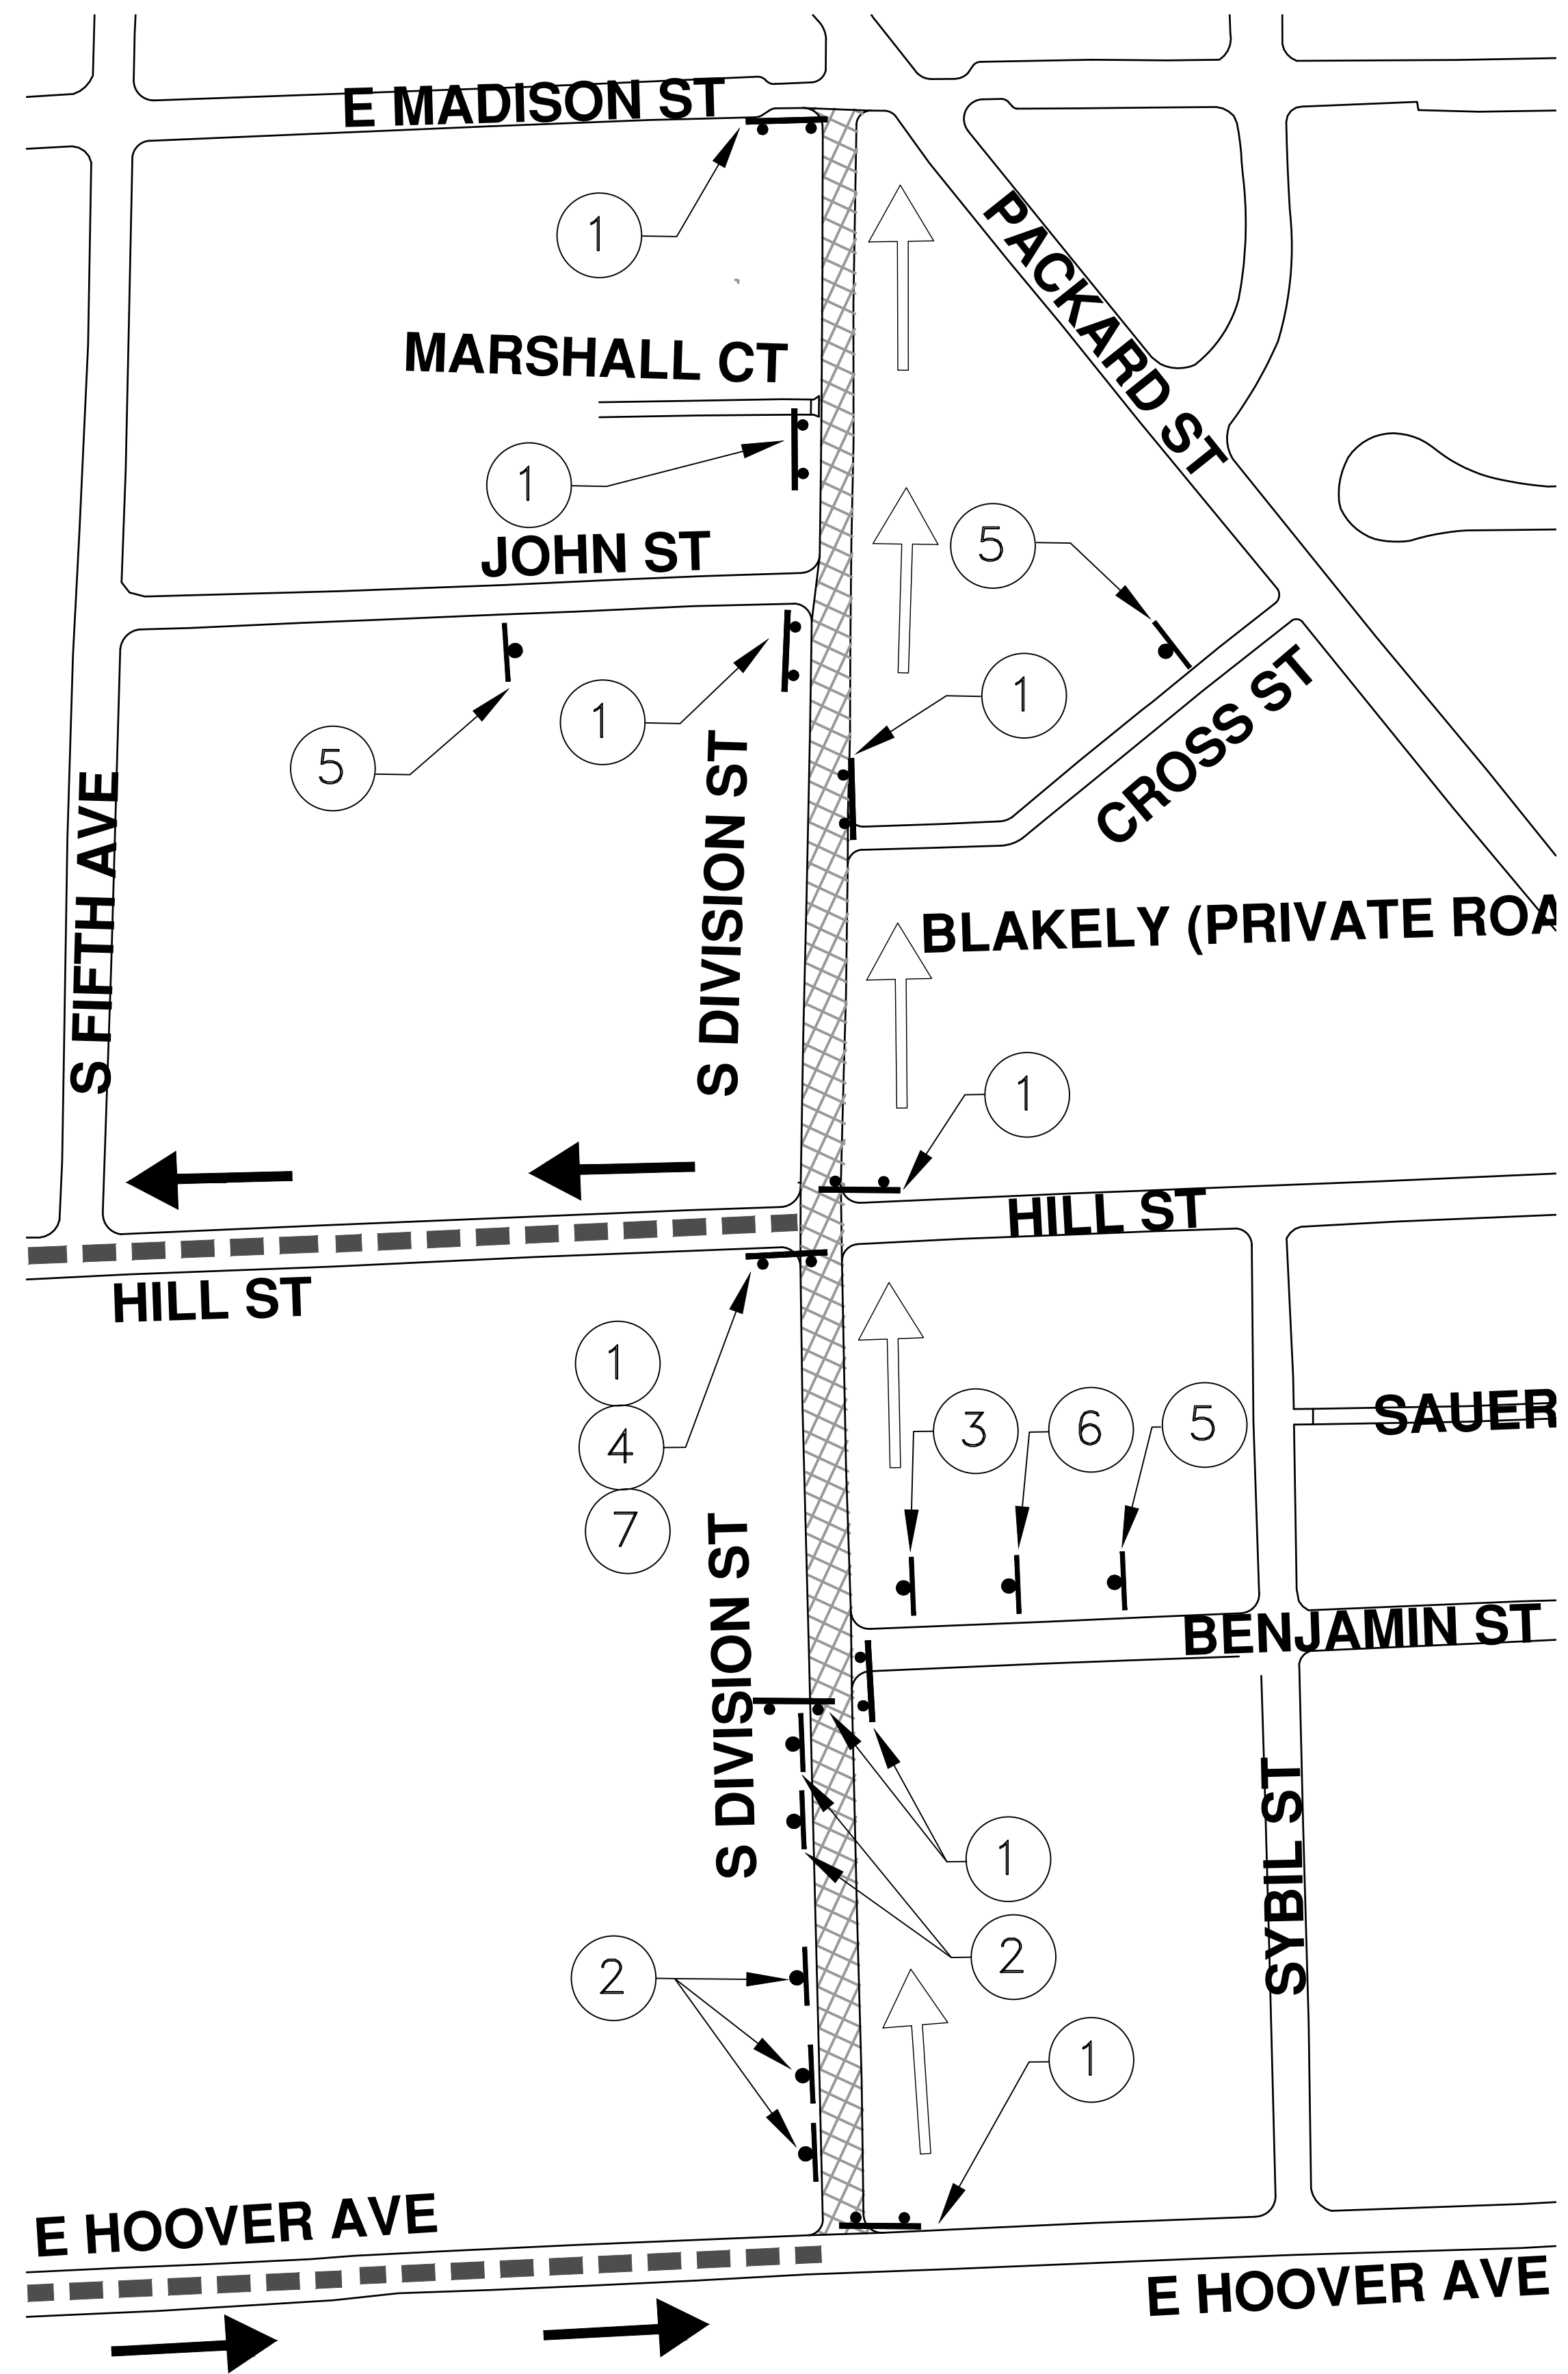 E MADISON ST
1
PACKARD ST
MARSHALL CT
1
JOHN ST
5
1
5
1
CROSS ST
S FIFTH AVE
S DIVISION ST
BLAKELY (PRIVATE ROA
1
HILL ST
HILL ST
1
4
7
3
6
5
SAUER
S DIVISION ST
BENJAMIN ST
1
2
SYBIL ST
2
1
E HOOVER AVE
E HOOVER AVE